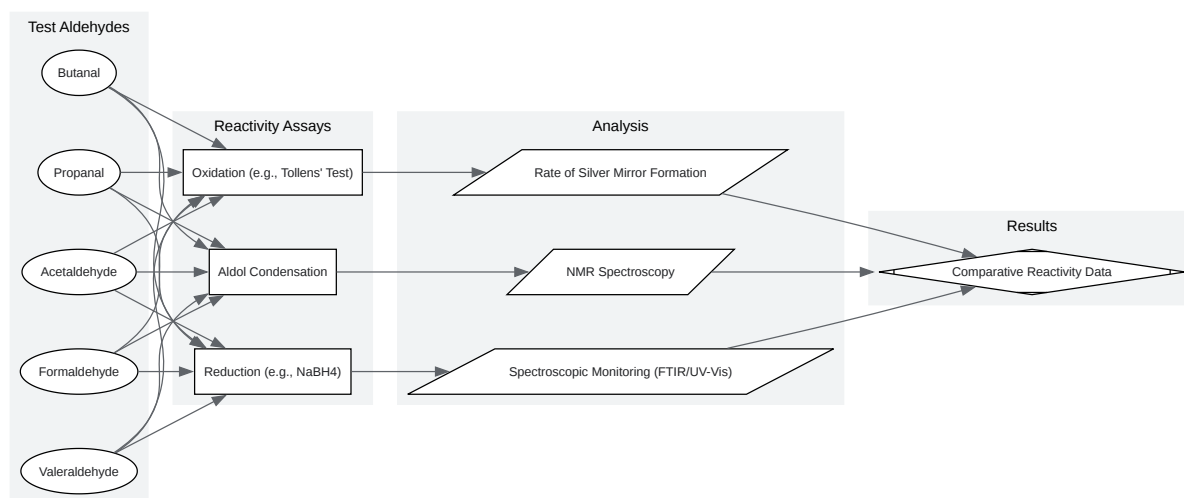 Test Aldehydes
Butanal
Propanal
Acetaldehyde
Formaldehyde
Valeraldehyde
Reactivity Assays
Oxidation (e.g., Tollens' Test)
Aldol Condensation
Reduction (e.g., NaBH4)
Analysis
Rate of Silver Mirror Formation
NMR Spectroscopy
Spectroscopic Monitoring (FTIR/UV-Vis)
Results
Comparative Reactivity Data